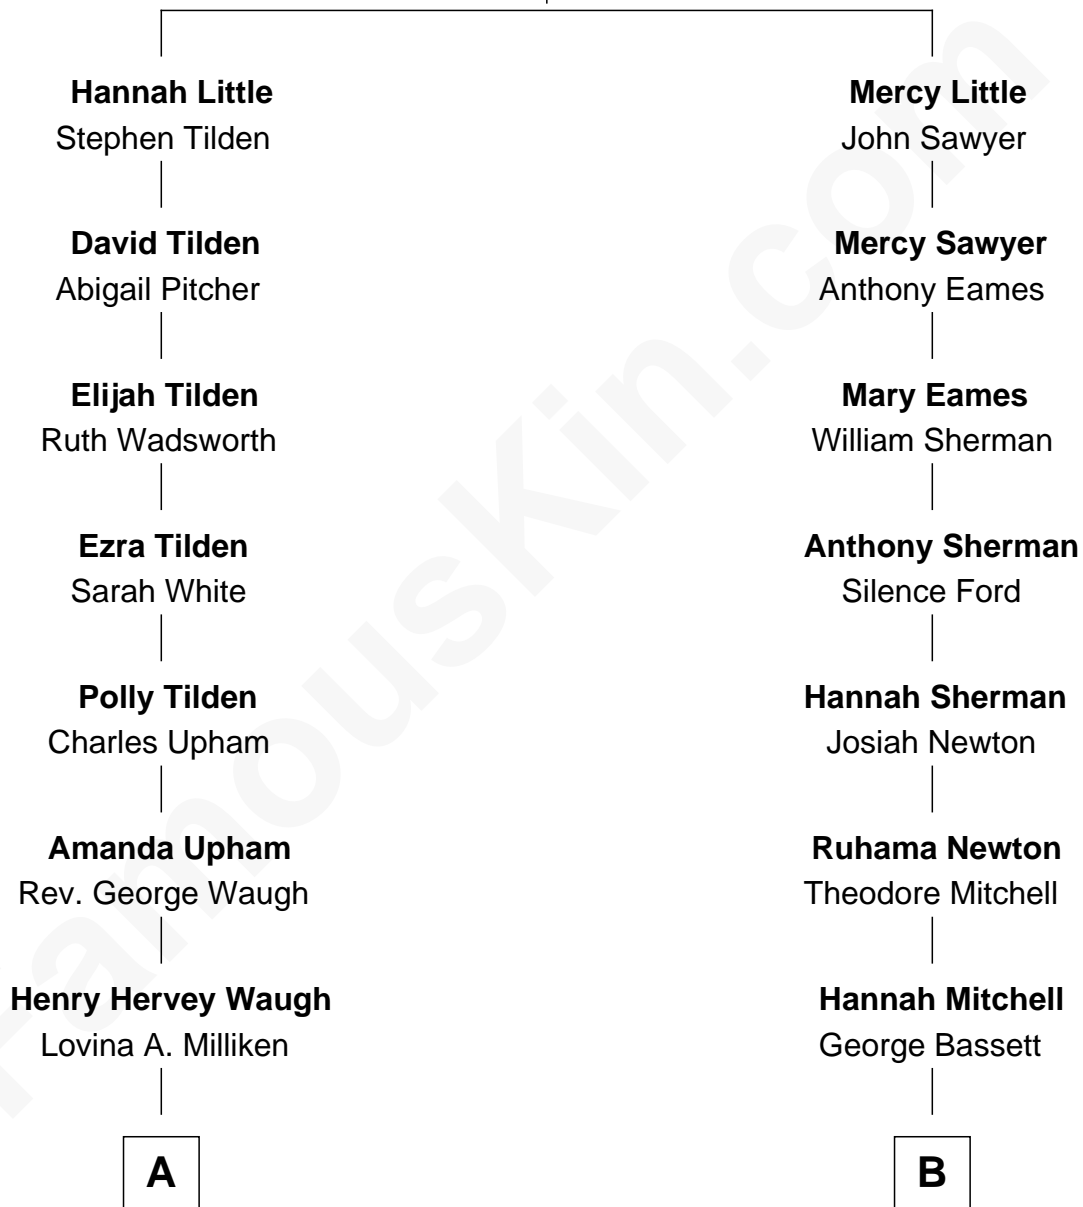 Hannah Little
Stephen Tilden
David Tilden
Abigail Pitcher
Elijah Tilden
Ruth Wadsworth
Ezra Tilden
Sarah White
Polly Tilden
Charles Upham
Amanda Upham
Rev. George Waugh
Henry Hervey Waugh
Lovina A. Milliken
A
Mercy Little
John Sawyer
Mercy Sawyer
Anthony Eames
Mary Eames
William Sherman
Anthony Sherman
Silence Ford
Hannah Sherman
Josiah Newton
Ruhama Newton
Theodore Mitchell
Hannah Mitchell
George Bassett
B
FamousKin.com